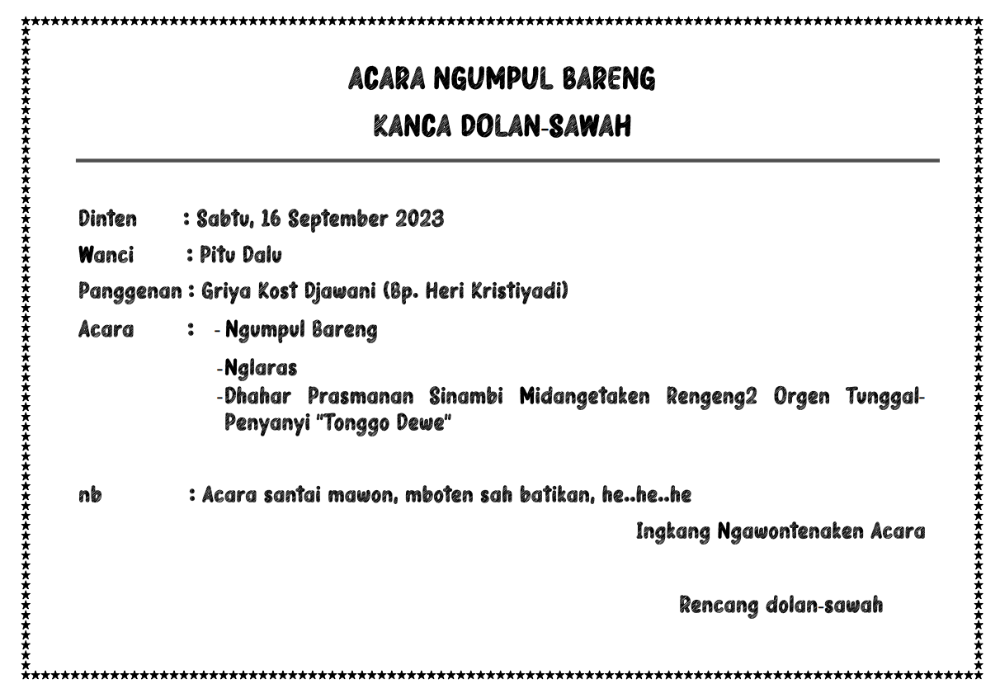 ACARA NGUMPUL BARENG
KANCA DOLAN-SAWAH
Dinten : Sabtu, 16 September 2023
Wanci : Pitu Dalu
Panggenan : Griya Kost Djawani (Bp. Heri Kristiyadi)
Acara : - Ngumpul Bareng
-Nglaras
-Dhahar Prasmanan Sinambi Midangetaken Rengeng2 Orgen Tunggal-
Penyanyi "Tonggo Dewe"
nb : Acara santai mawon, mboten sah batikan, he..he..he
Ingkang Ngawontenaken Acara
Rencang dolan-sawah